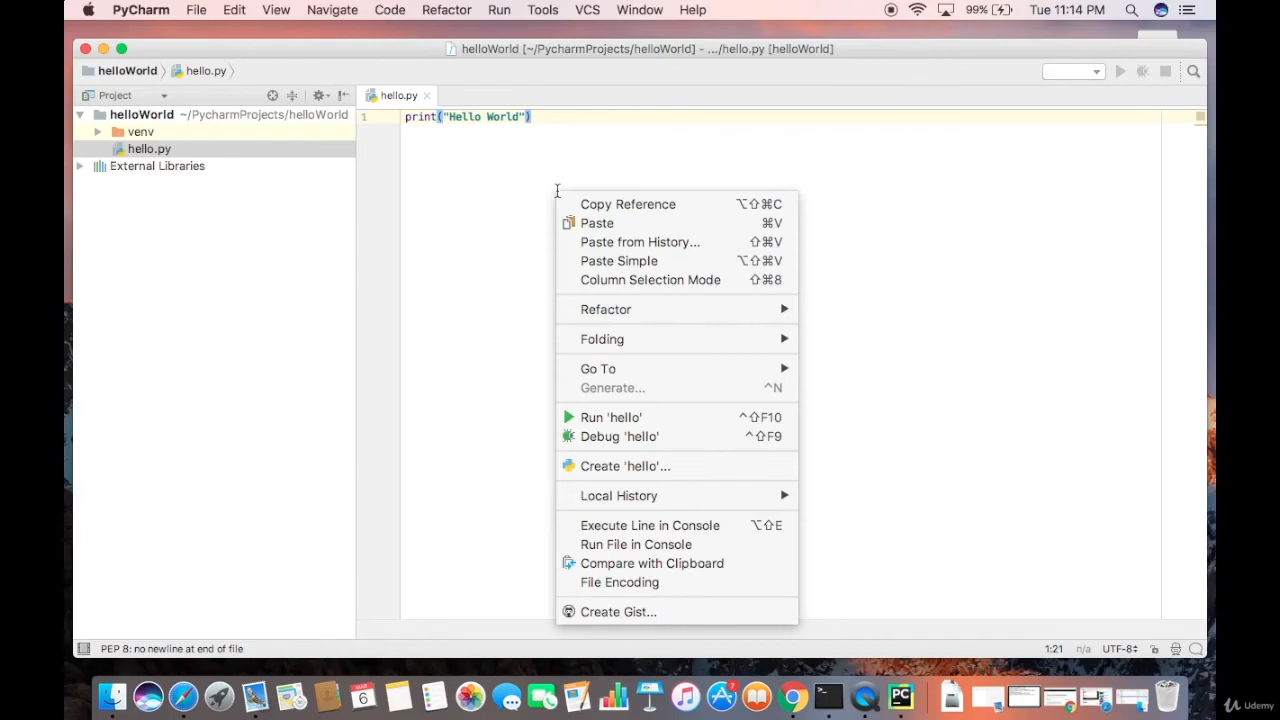 PyCharm File Edit View Navigate Code Refactor Run Tools VCS Window Help 99% Tue 11:14 PM
helloWorld [~/PycharmProjects/helloWorld] - .../hello.py [helloWorld]
helloWorld hello.py
Project
hello.py
helloWorld ~/PycharmProjects/helloWorld
venv
hello.py
External Libraries
1 print("Hello World")
Copy Reference ⌥⇧⌘C
Paste ⌘V
Paste from History... ⇧⌘V
Paste Simple ⌥⇧⌘V
Column Selection Mode ⇧⌘8
Refactor
Folding
Go To
Generate... ^N
Run 'hello' ^⇧F10
Debug 'hello' ^⇧F9
Create 'hello'...
Local History
Execute Line in Console ⌥⇧E
Run File in Console
Compare with Clipboard
File Encoding
Create Gist...
PEP 8: no newline at end of file 1:21 n/a UTF-8
6
PC
Udemy